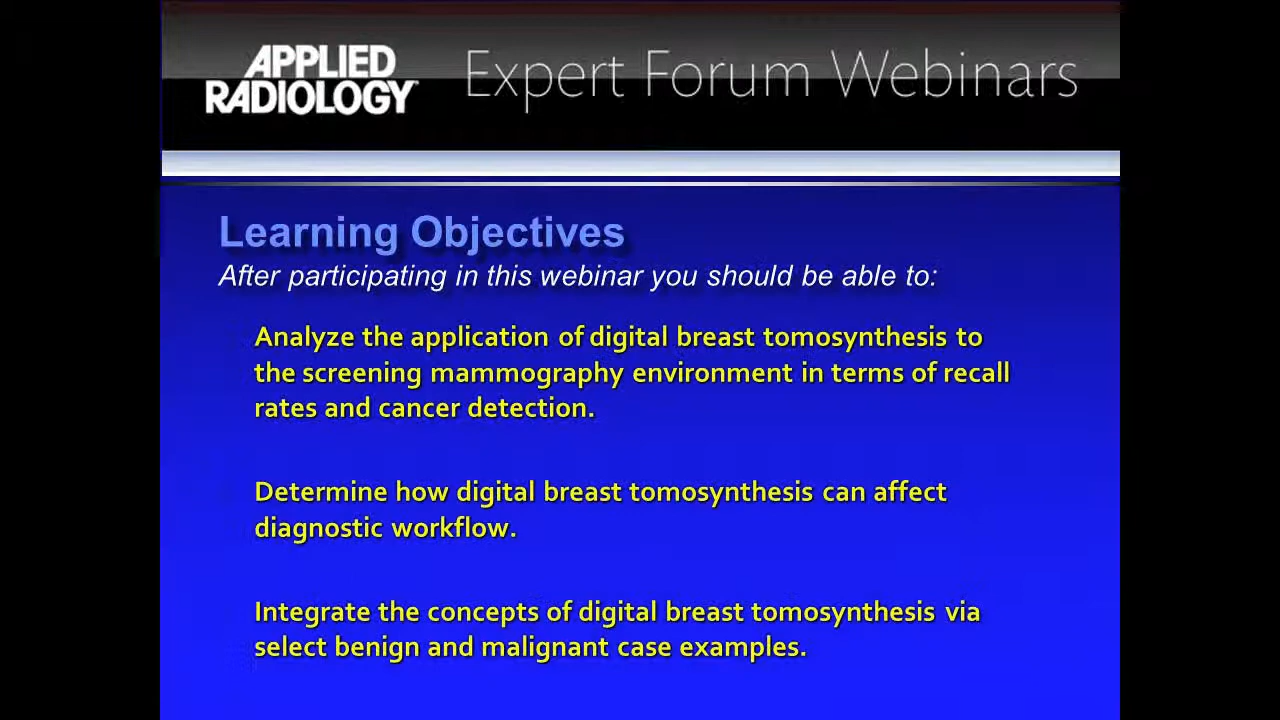 APPLIED
RADIOLOGY
Expert Forum Webinars
Learning Objectives
After participating in this webinar you should be able to:
Analyze the application of digital breast tomosynthesis to
the screening mammography environment in terms of recall
rates and cancer detection.
Determine how digital breast tomosynthesis can affect
diagnostic workflow.
Integrate the concepts of digital breast tomosynthesis via
select benign and malignant case examples.